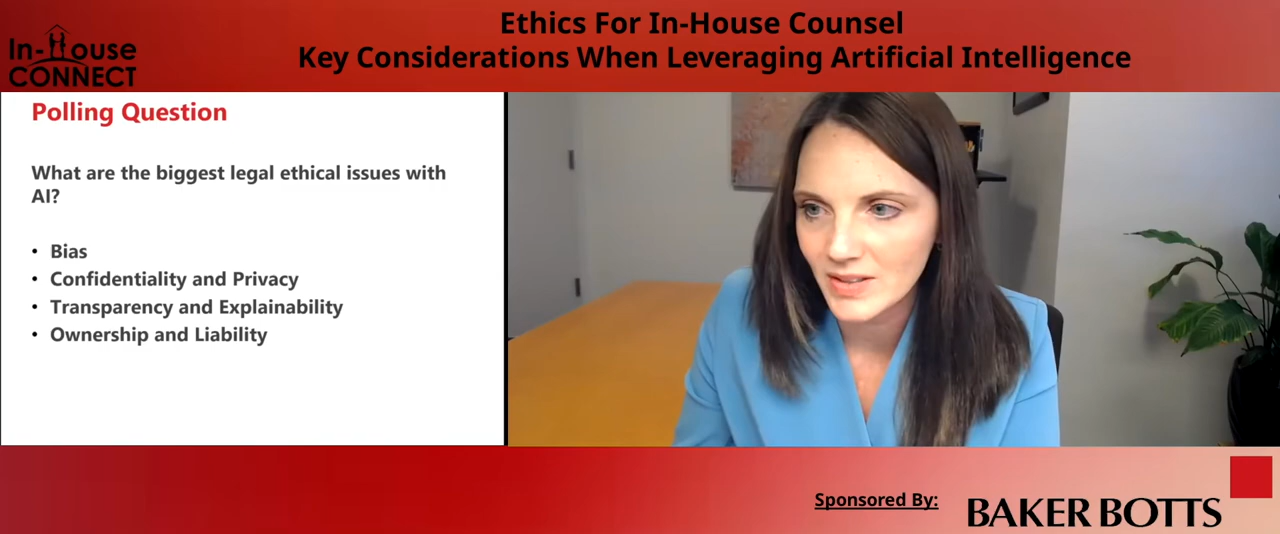 Ethics For In-House Counsel
Key Considerations When Leveraging Artificial Intelligence
In-House
CONNECT
Polling Question
What are the biggest legal ethical issues with
AI?
• Bias
• Confidentiality and Privacy
• Transparency and Explainability
• Ownership and Liability
Sponsored By:
BAKER BOTTS